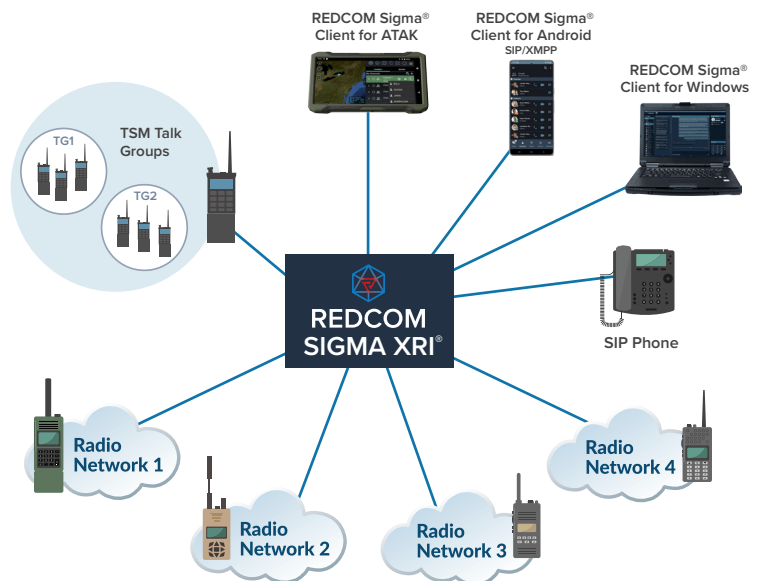 REDCOM Sigma®
Client for ATAK
REDCOM Sigma®
Client for Android
SIP/XMPP
REDCOM Sigma®
Client for Windows
TSM Talk
Groups
TG1
TG2
REDCOM
SIGMA XRI®
SIP Phone
Radio
Network 1
Radio
Network 2
Radio
Network 3
Radio
Network 4